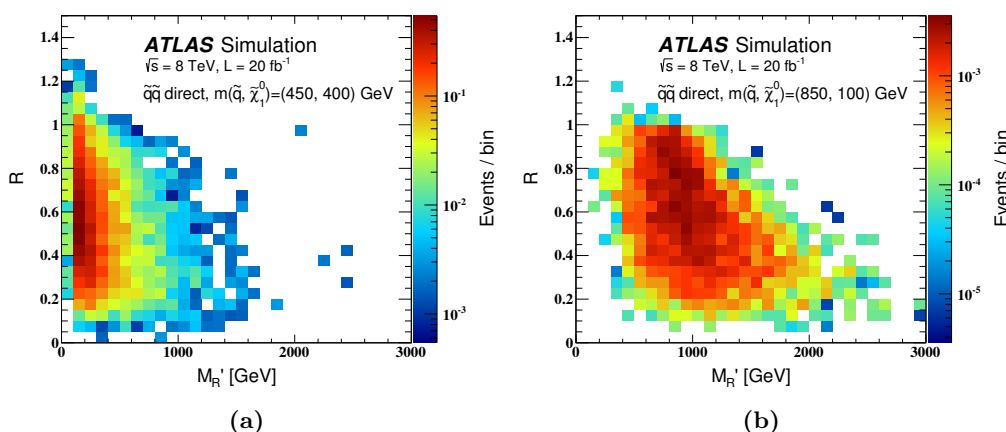 ATLAS Simulation
√s = 8 TeV, L = 20 fb⁻¹
q̃q̃ direct, m(q̃, χ̃₁⁰)=(450, 400) GeV
R
1.4
1.2
1
0.8
0.6
0.4
0.2
0
0 1000 2000 3000
M_R' [GeV]
Events / bin
10⁻¹
10⁻²
10⁻³
(a)
ATLAS Simulation
√s = 8 TeV, L = 20 fb⁻¹
q̃q̃ direct, m(q̃, χ̃₁⁰)=(850, 100) GeV
R
1.4
1.2
1
0.8
0.6
0.4
0.2
0
0 1000 2000 3000
M_R' [GeV]
Events / bin
10⁻³
10⁻⁴
10⁻⁵
(b)